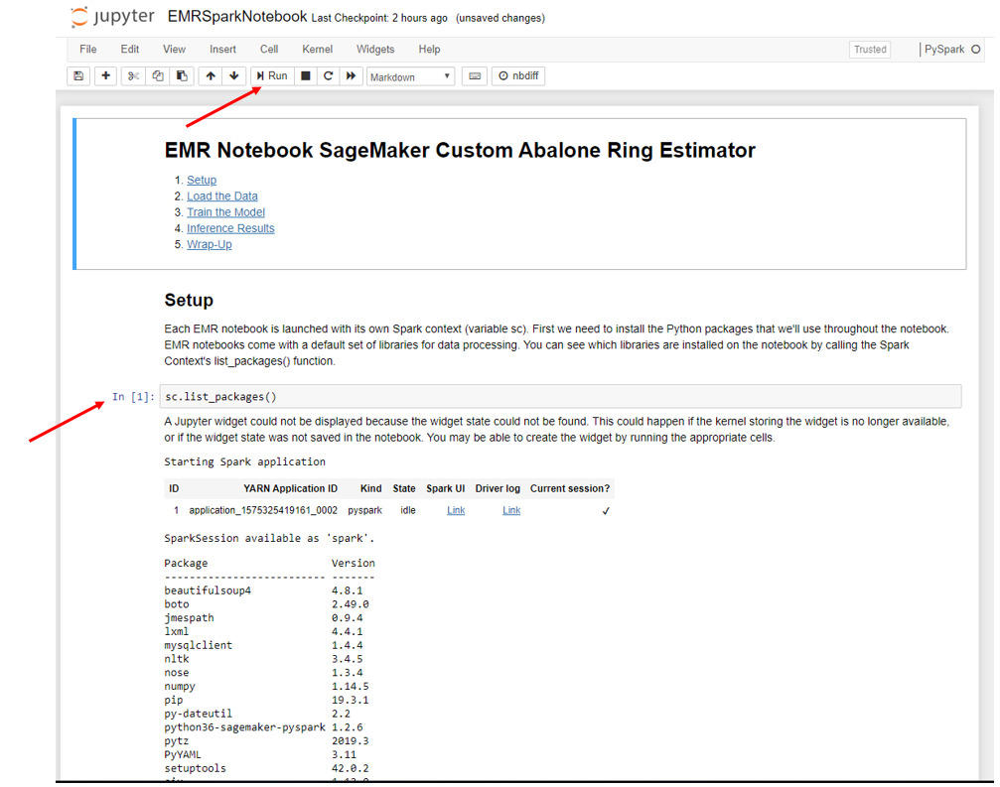 jupyter EMRSparkNotebook Last Checkpoint: 2 hours ago (unsaved changes)
File Edit View Insert Cell Kernel Widgets Help Trusted PySpark
Run Markdown nbdiff
EMR Notebook SageMaker Custom Abalone Ring Estimator
1. Setup
2. Load the Data
3. Train the Model
4. Inference Results
5. Wrap-Up
Setup
Each EMR notebook is launched with its own Spark context (variable sc). First we need to install the Python packages that we'll use throughout the notebook.
EMR notebooks come with a default set of libraries for data processing. You can see which libraries are installed on the notebook by calling the Spark
Context's list_packages() function.
In [1]: sc.list_packages()
A Jupyter widget could not be displayed because the widget state could not be found. This could happen if the kernel storing the widget is no longer available,
or if the widget state was not saved in the notebook. You may be able to create the widget by running the appropriate cells.
Starting Spark application
ID YARN Application ID Kind State Spark UI Driver log Current session?
1 application_1575325419161_0002 pyspark idle Link Link ✓
SparkSession available as 'spark'.
Package Version
-------------------------- -------
beautifulsoup4 4.8.1
boto 2.49.0
jmespath 0.9.4
lxml 4.4.1
mysqlclient 1.4.4
nltk 3.4.5
nose 1.3.4
numpy 1.14.5
pip 19.3.1
py-dateutil 2.2
python36-sagemaker-pyspark 1.2.6
pytz 2019.3
PyYAML 3.11
setuptools 42.0.2